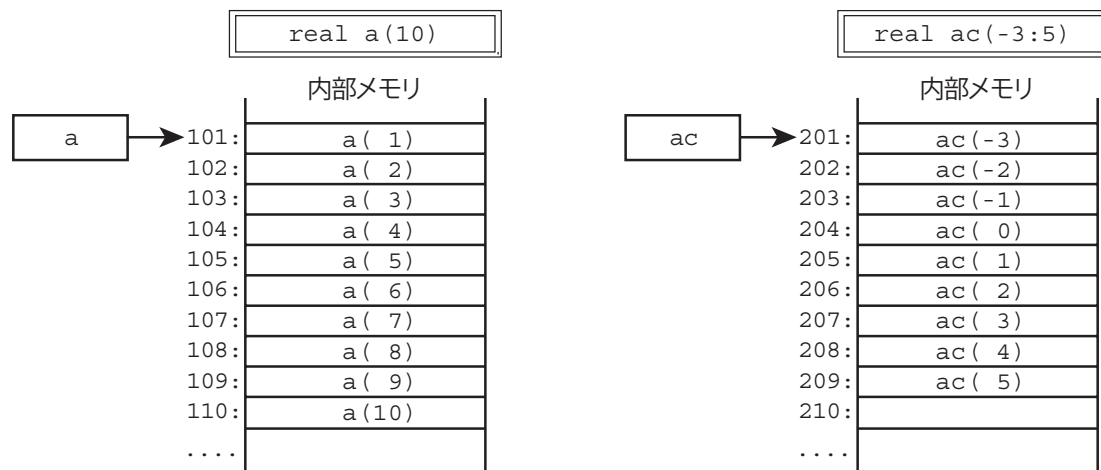 real a(10)
内部メモリ
a
101: a( 1)
102: a( 2)
103: a( 3)
104: a( 4)
105: a( 5)
106: a( 6)
107: a( 7)
108: a( 8)
109: a( 9)
110: a(10)
....
real ac(-3:5)
内部メモリ
ac
201: ac(-3)
202: ac(-2)
203: ac(-1)
204: ac( 0)
205: ac( 1)
206: ac( 2)
207: ac( 3)
208: ac( 4)
209: ac( 5)
210:
....